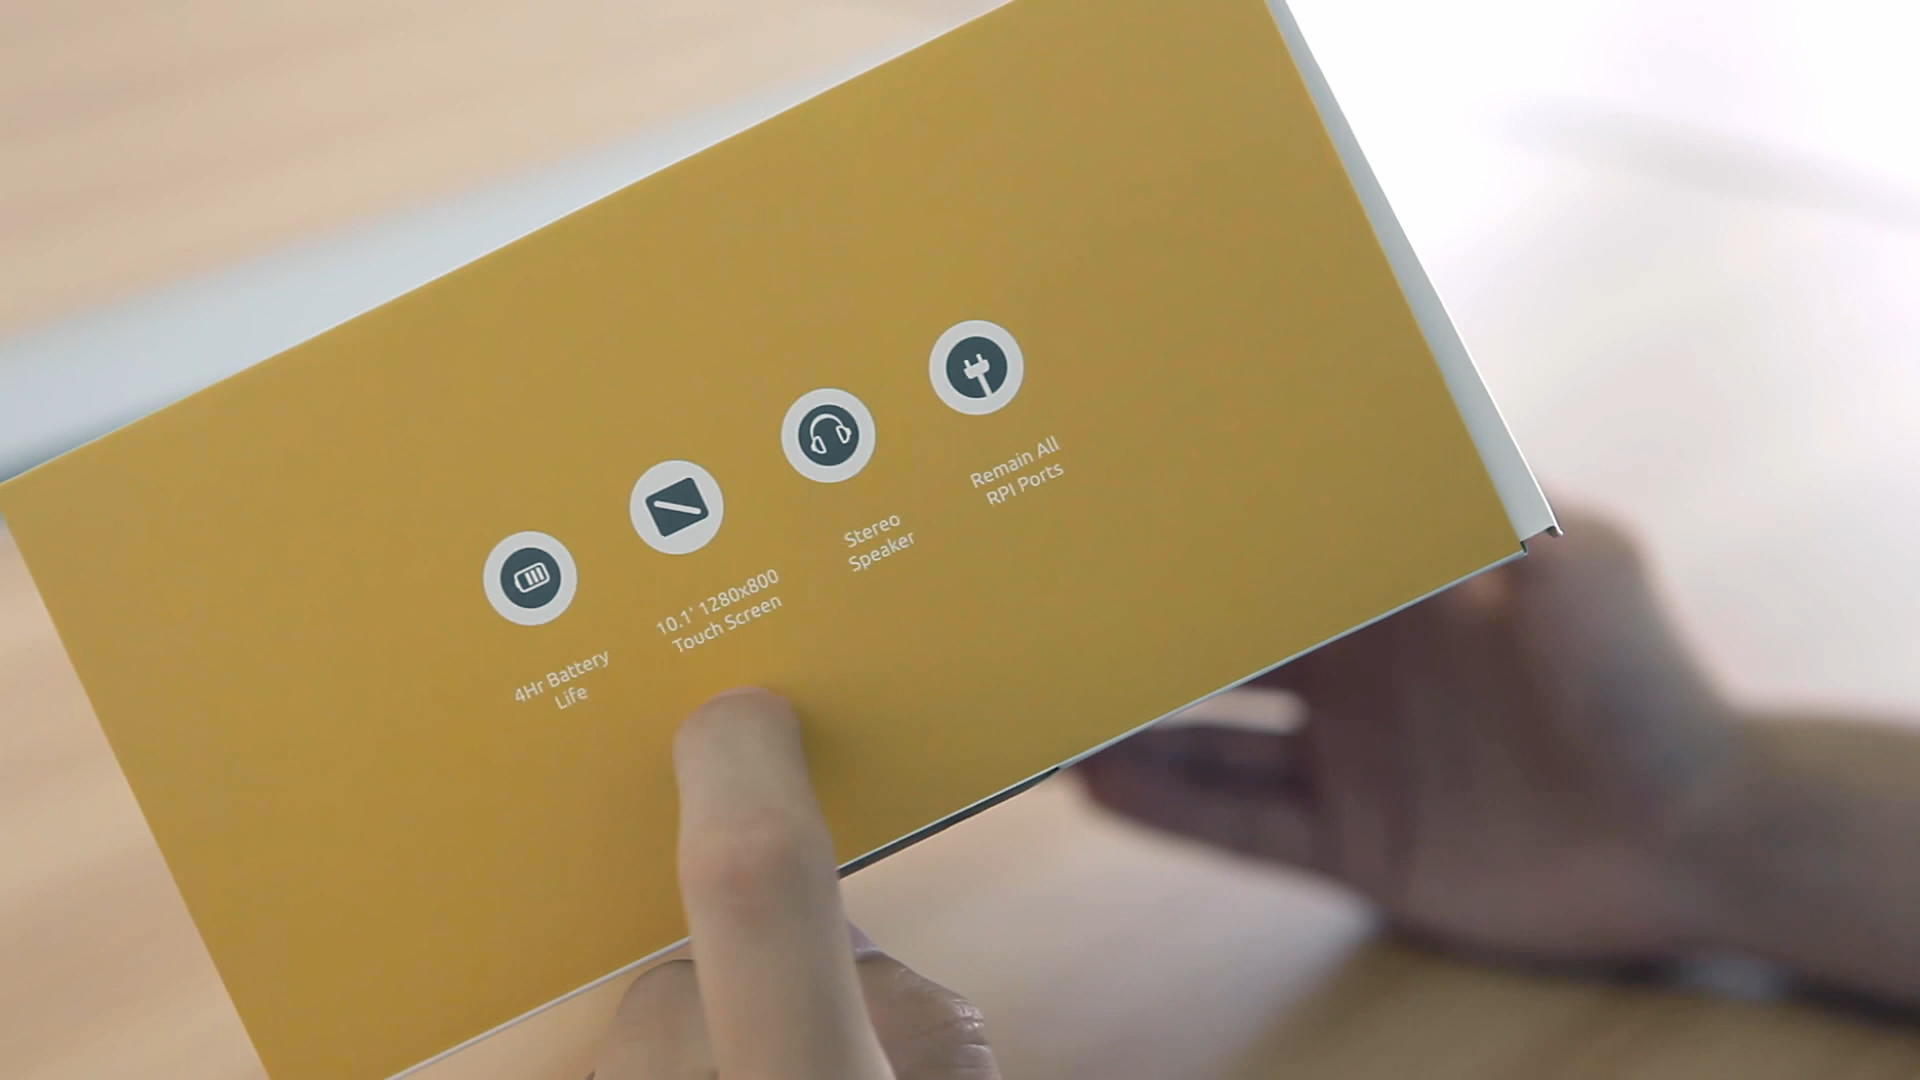 4Hr Battery
Life
10.1' 1280x800
Touch Screen
Stereo
Speaker
Remain All
RPI Ports